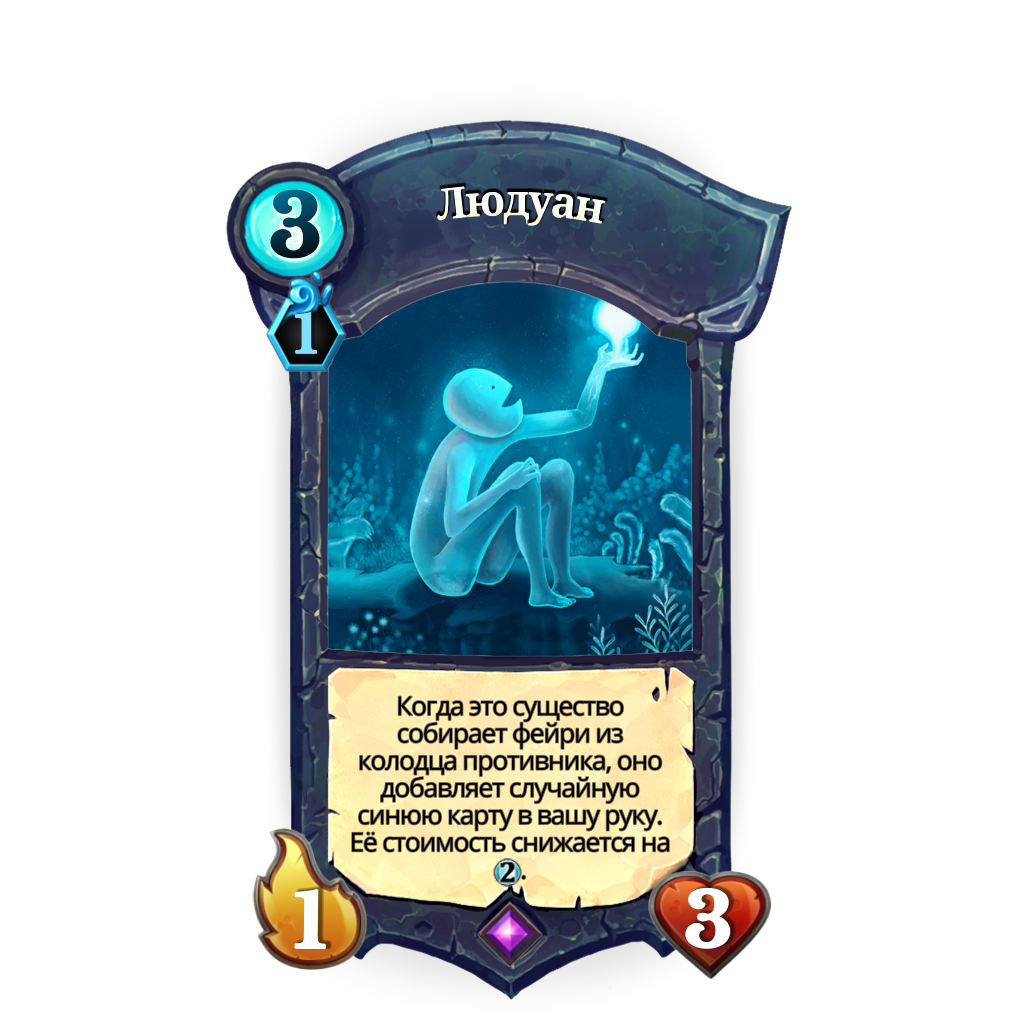 Людуан
3
1
Когда это существо
собирает фейри из
колодца противника, оно
добавляет случайную
синюю карту в вашу руку.
Её стоимость снижается на
2.
1
3